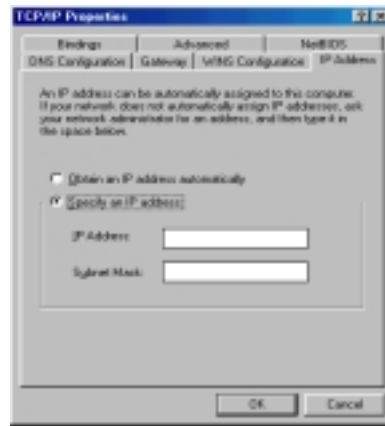 TCP/IP Properties
Bindings Advanced NetBIOS
DNS Configuration Gateway WINS Configuration IP Address
An IP address can be automatically assigned to this computer.
If your network does not automatically assign IP addresses, ask
your network administrator for an address, and then type it in
the space below.
Obtain an IP address automatically
Specify an IP address:
IP Address:
Subnet Mask:
OK Cancel